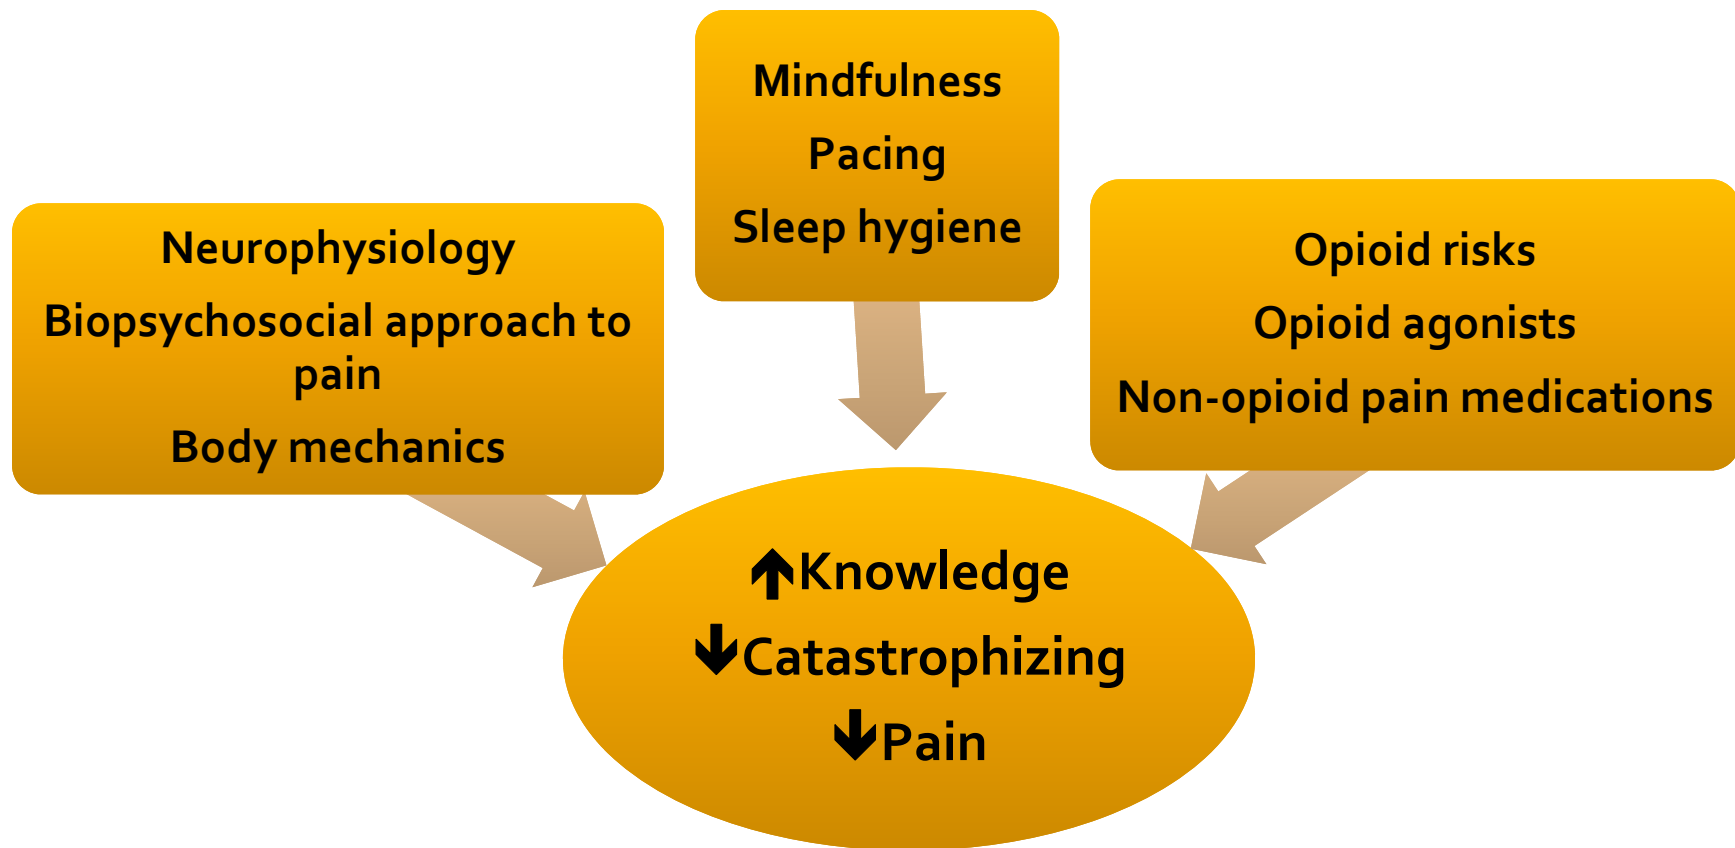 Neurophysiology
Biopsychosocial approach to
pain
Body mechanics
Mindfulness
Pacing
Sleep hygiene
Opioid risks
Opioid agonists
Non-opioid pain medications
↑Knowledge
↓Catastrophizing
↓Pain